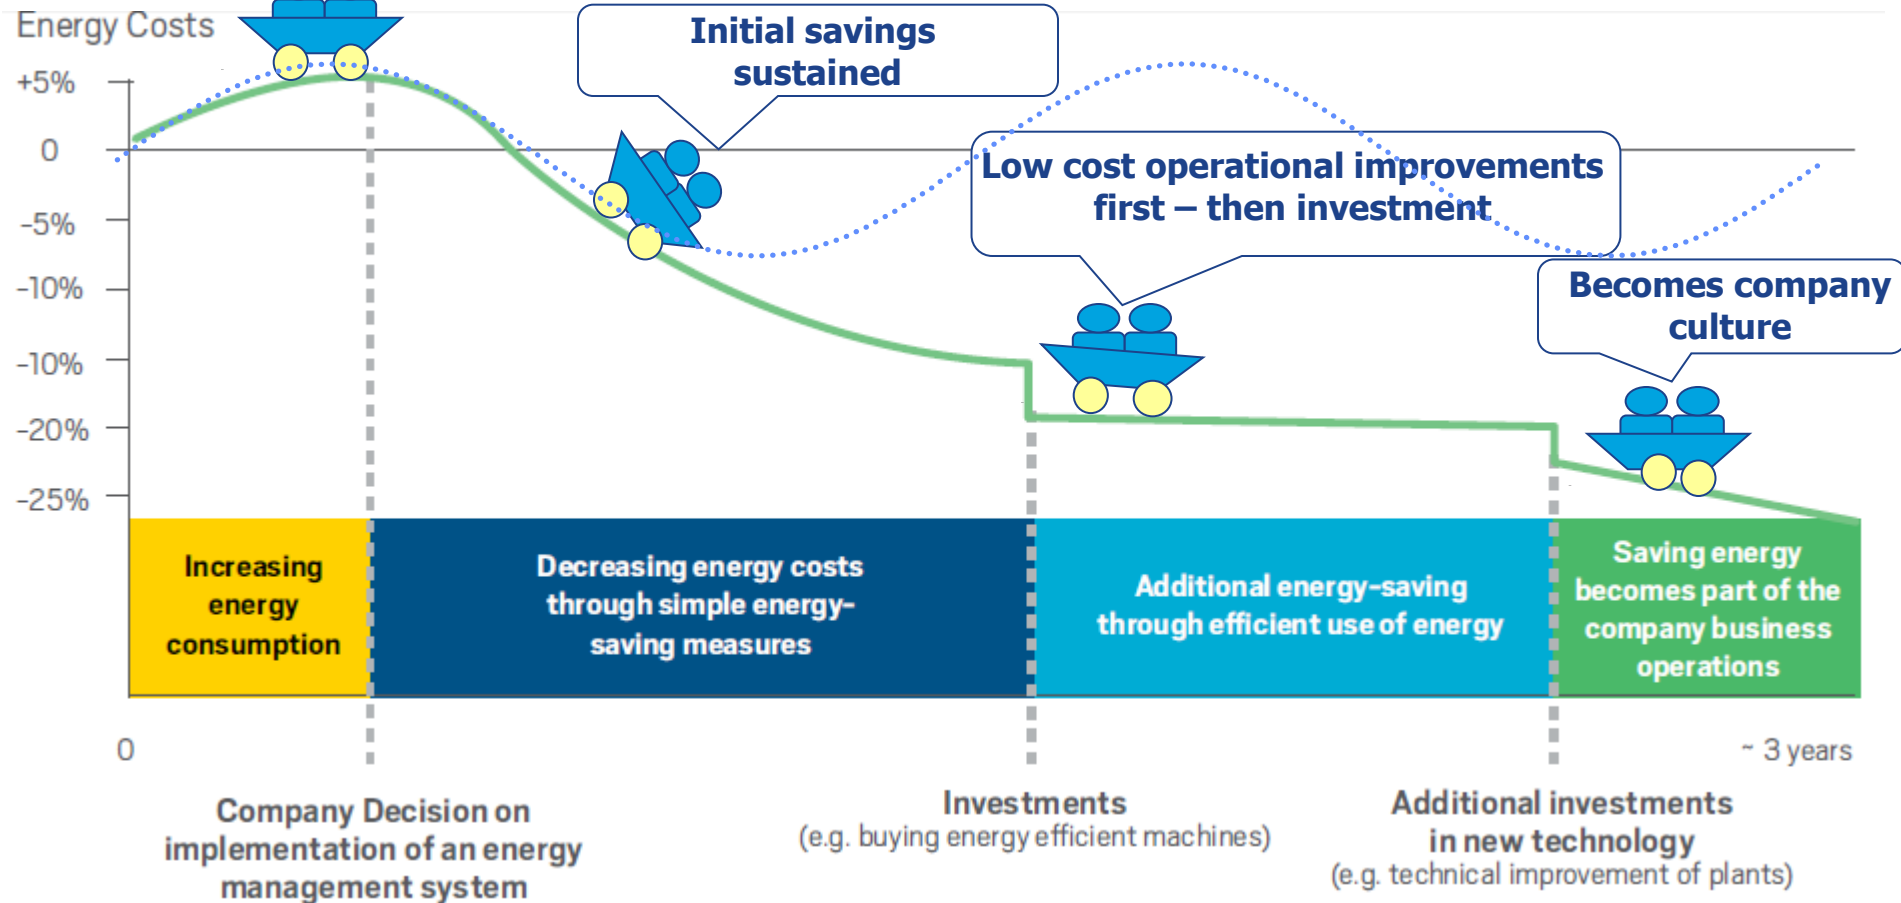 Energy Costs
+5%
0
-5%
-10%
-10%
-20%
-25%
Initial savings
sustained
Low cost operational improvements
first – then investment
Becomes company
culture
Increasing
energy
consumption
Decreasing energy costs
through simple energy-
saving measures
Additional energy-saving
through efficient use of energy
Saving energy
becomes part of the
company business
operations
0
~ 3 years
Company Decision on
implementation of an energy
management system
Investments
(e.g. buying energy efficient machines)
Additional investments
in new technology
(e.g. technical improvement of plants)